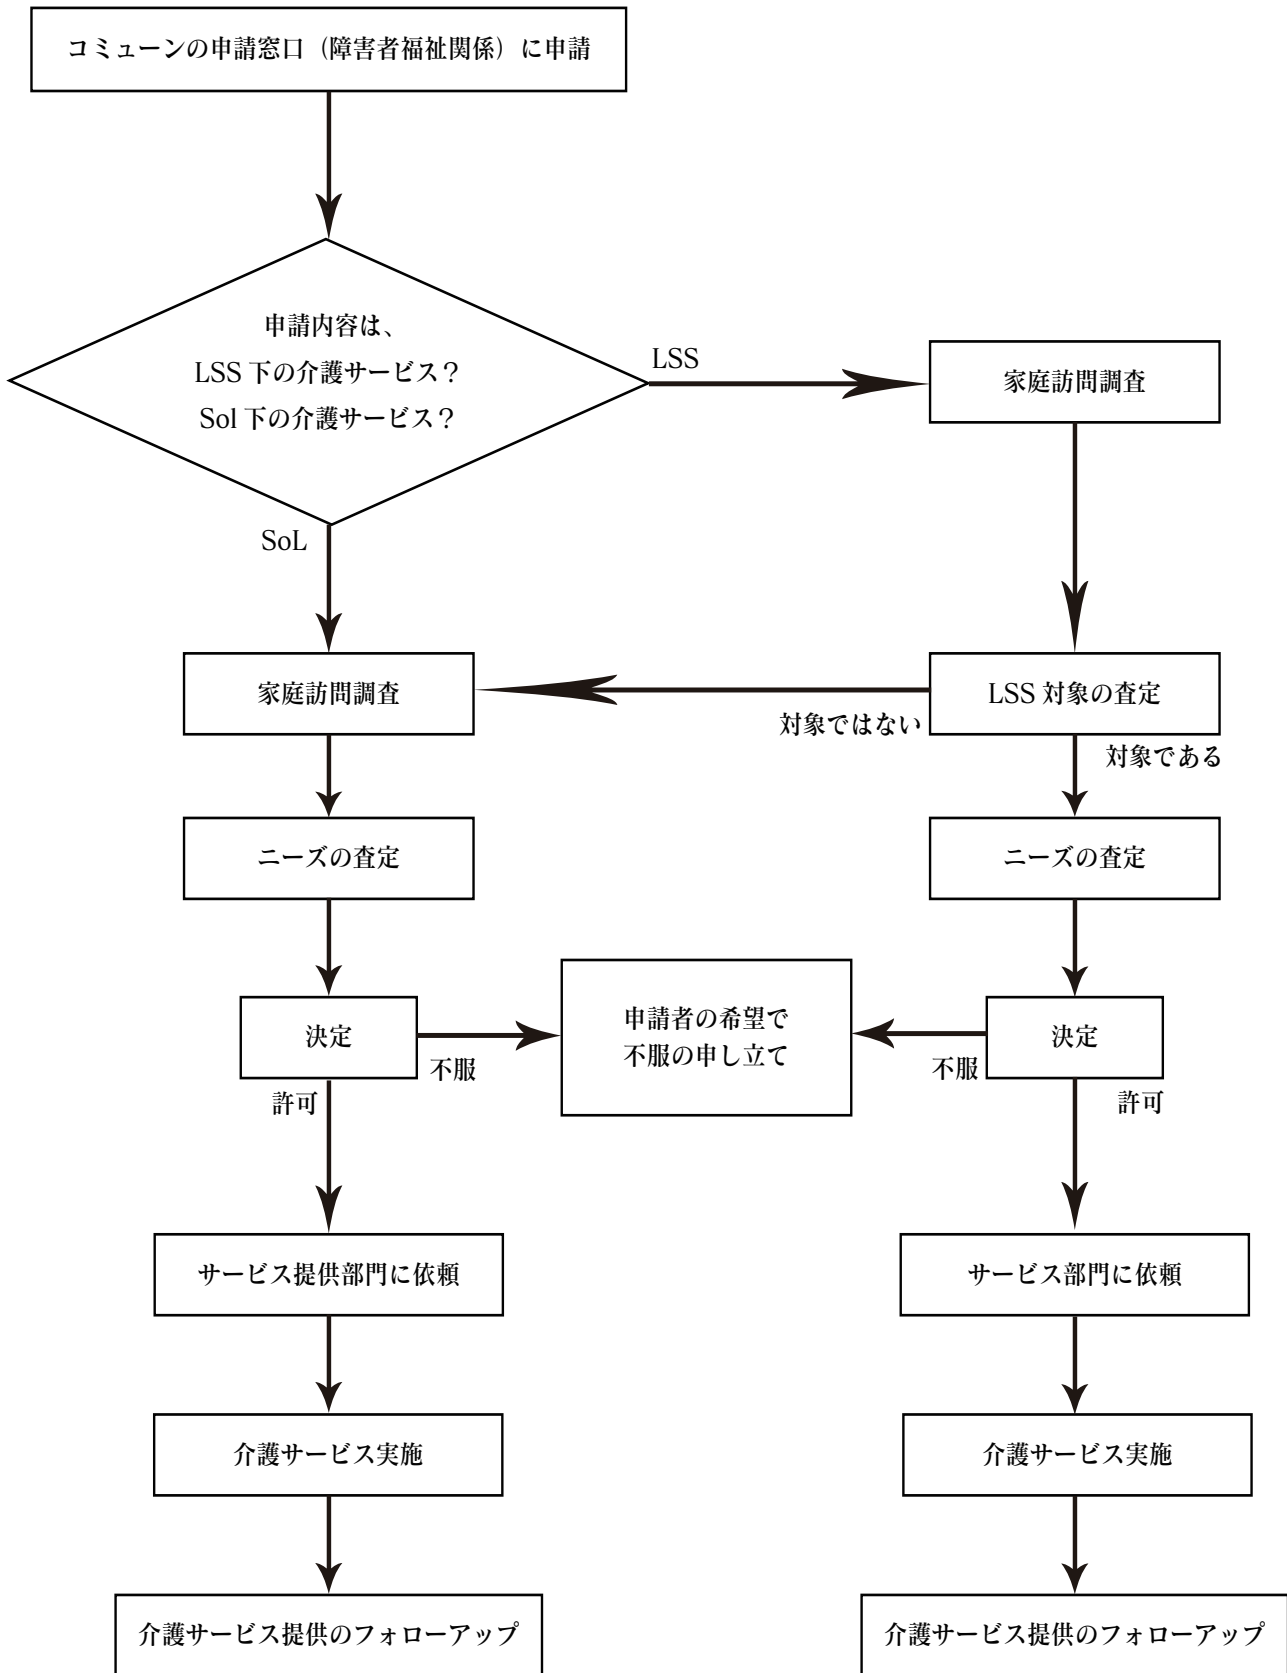 コミューンの申請窓口（障害者福祉関係）に申請
申請内容は、
LSS 下の介護サービス？
Sol 下の介護サービス？
LSS
家庭訪問調査
SoL
家庭訪問調査
LSS 対象の査定
対象ではない
対象である
ニーズの査定
ニーズの査定
決定
不服
許可
申請者の希望で
不服の申し立て
決定
不服
許可
サービス提供部門に依頼
サービス部門に依頼
介護サービス実施
介護サービス実施
介護サービス提供のフォローアップ
介護サービス提供のフォローアップ